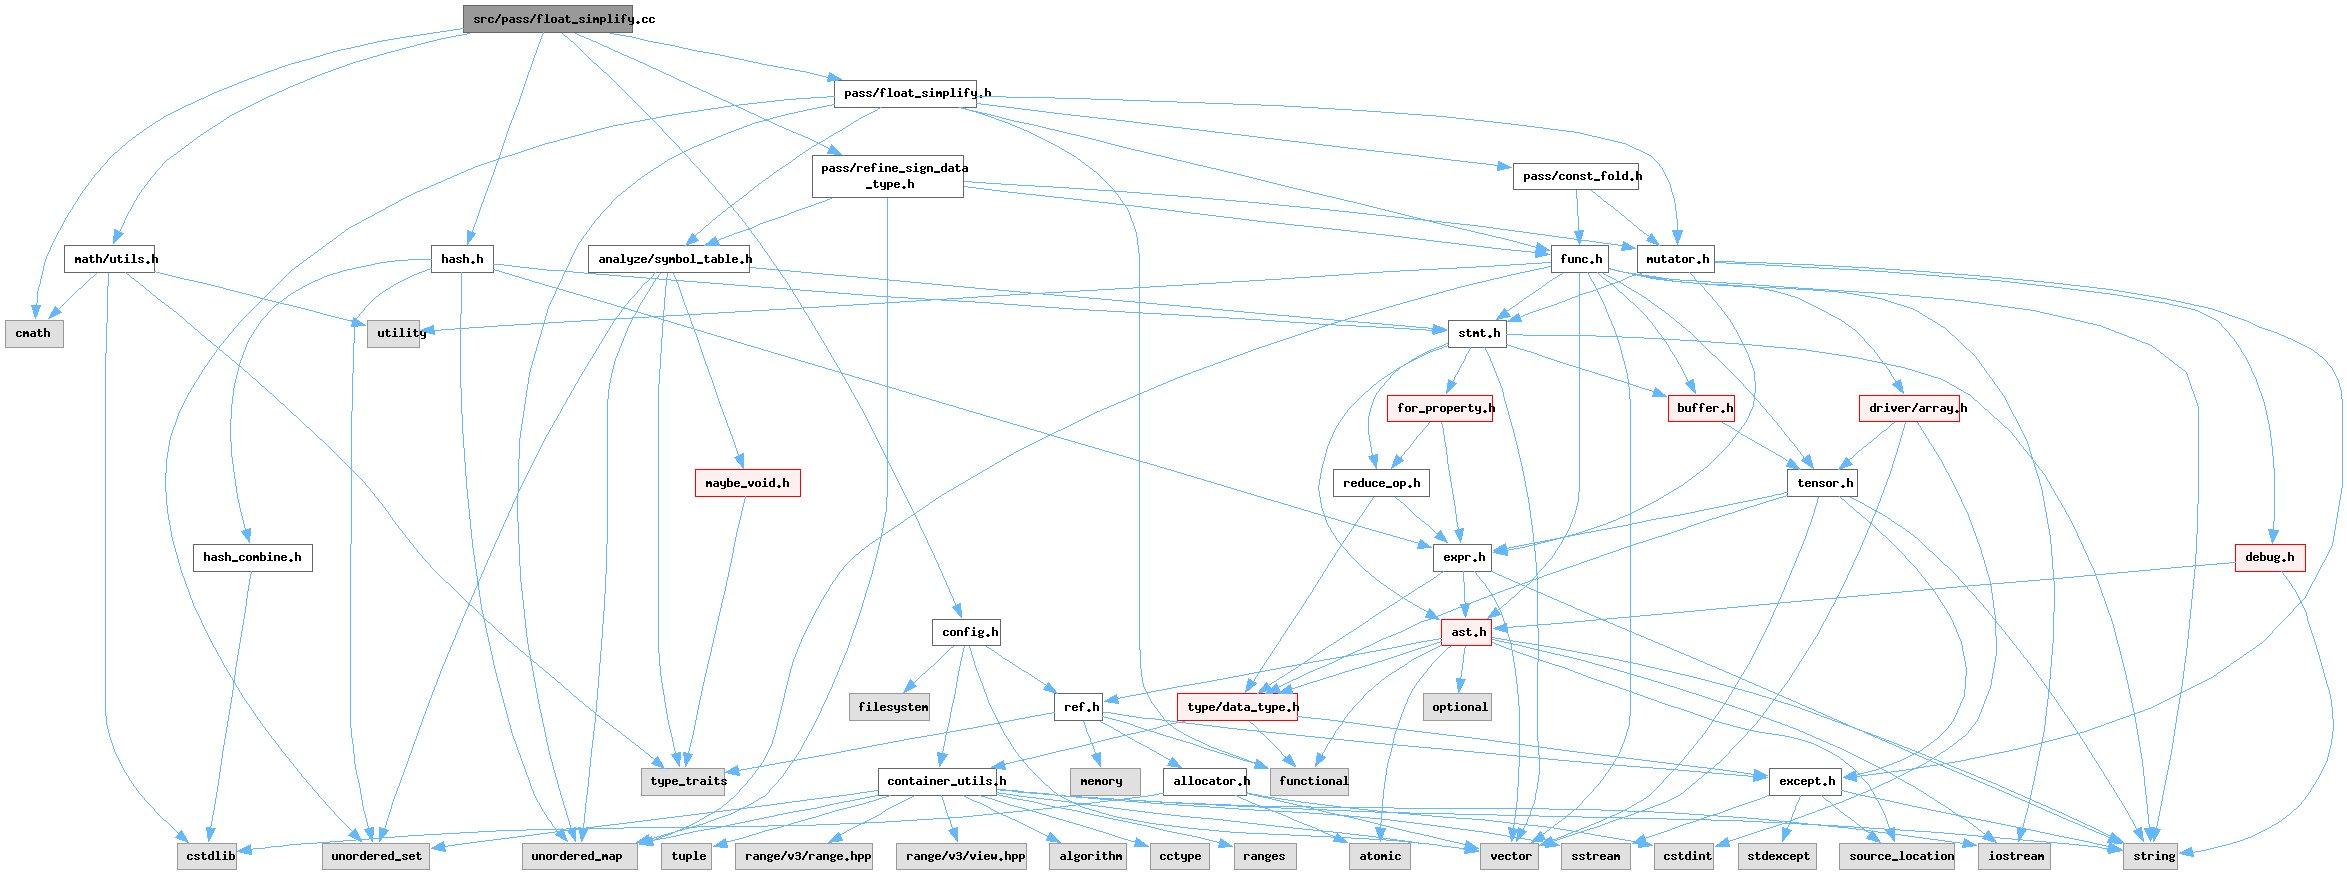 src/pass/float_simplify.cc
pass/float_simplify.h
pass/refine_sign_data
_type.h
pass/const_fold.h
math/utils.h
hash.h
analyze/symbol_table.h
func.h
mutator.h
cmath
utility
stmt.h
for_property.h
buffer.h
driver/array.h
maybe_void.h
reduce_op.h
tensor.h
hash_combine.h
expr.h
debug.h
config.h
ast.h
filesystem
ref.h
type/data_type.h
optional
type_traits
container_utils.h
memory
allocator.h
functional
except.h
cstdlib
unordered_set
unordered_map
tuple
range/v3/range.hpp
range/v3/view.hpp
algorithm
cctype
ranges
atomic
vector
sstream
cstdint
stdexcept
source_location
iostream
string